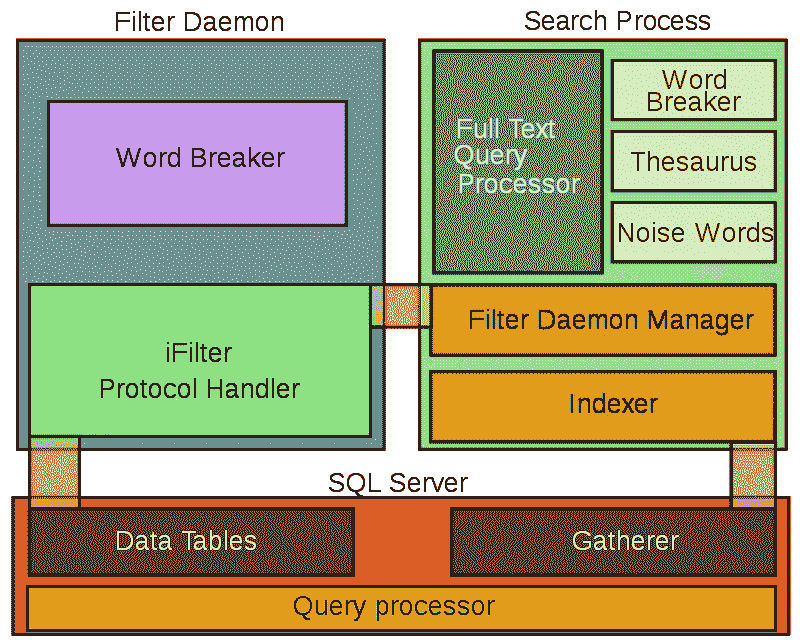 Filter Daemon
Word Breaker
iFilter
Protocol Handler
Search Process
Full Text
Query
Processor
Word
Breaker
Thesaurus
Noise Words
Filter Daemon Manager
Indexer
SQL Server
Data Tables
Gatherer
Query processor